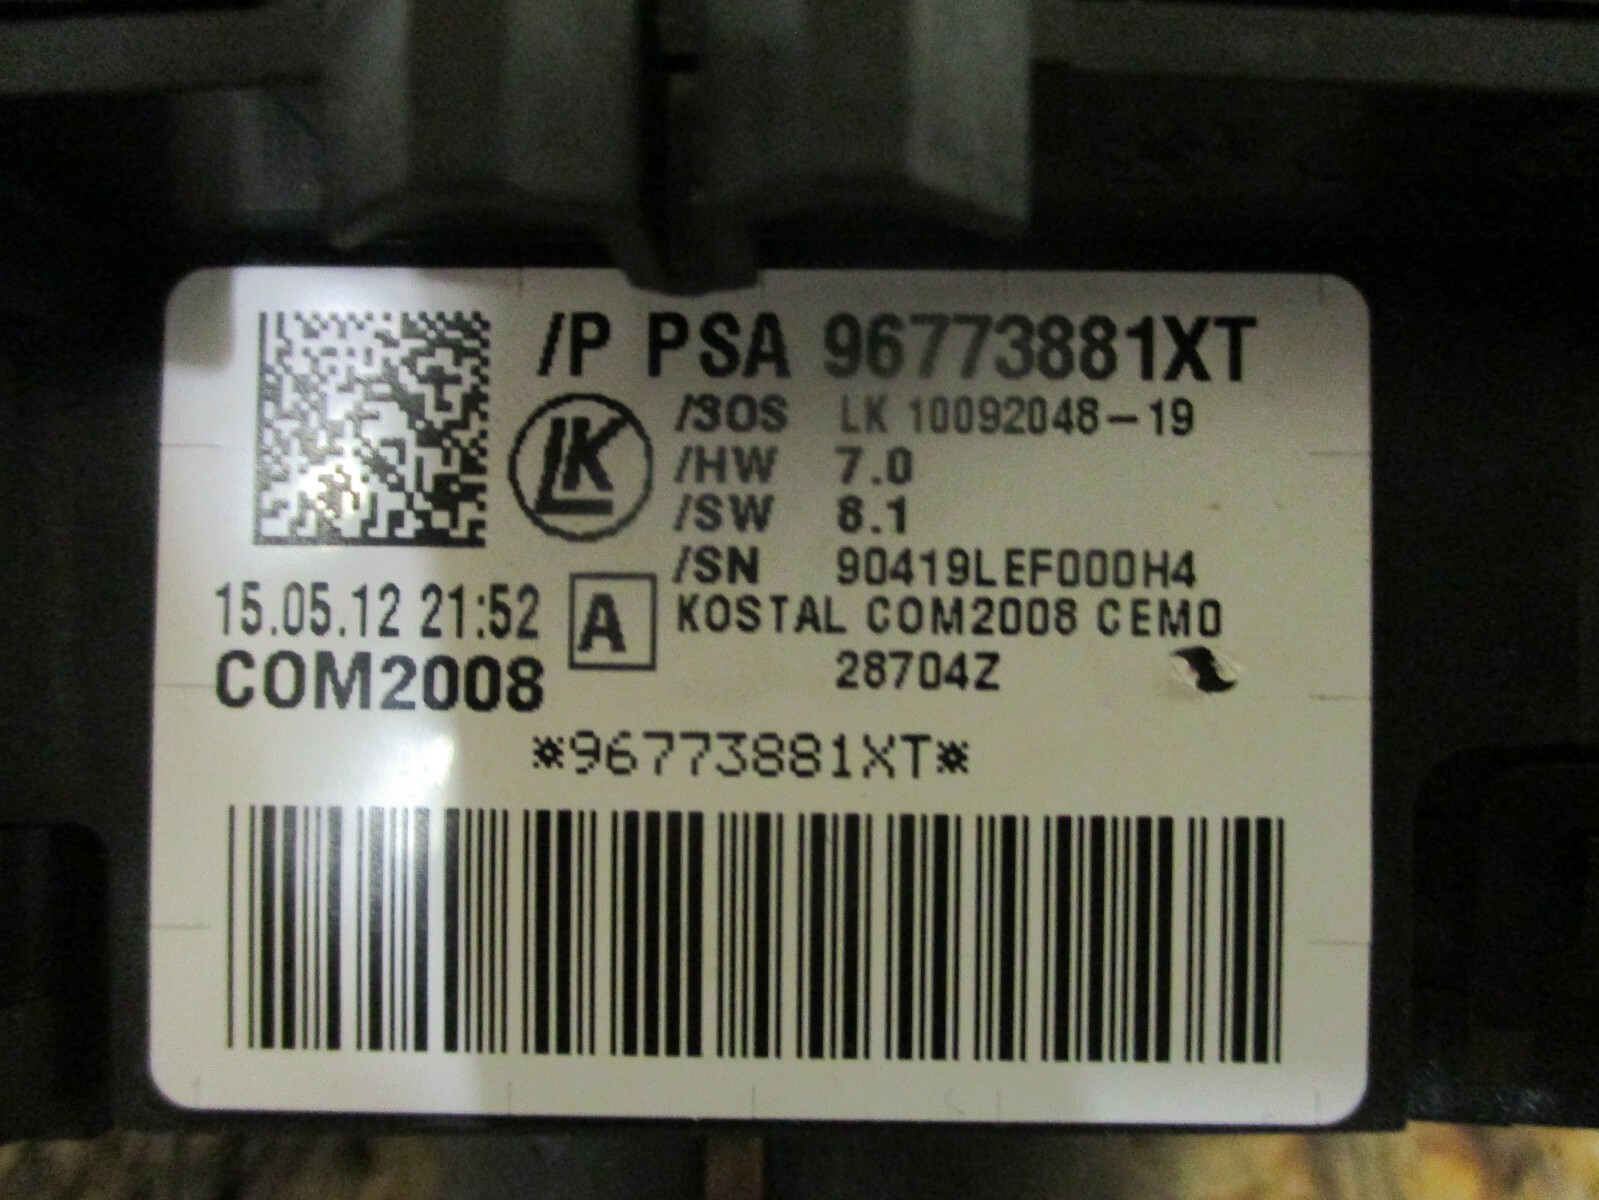 /P PSA 96773881XT
LK
/SOS LK 10092048-19
/HW 7.0
/SW 8.1
/SN 90419LEF000H4
15.05.12 21:52 A KOSTAL COM2008 CEM0
COM2008 28704Z
*96773881XT*